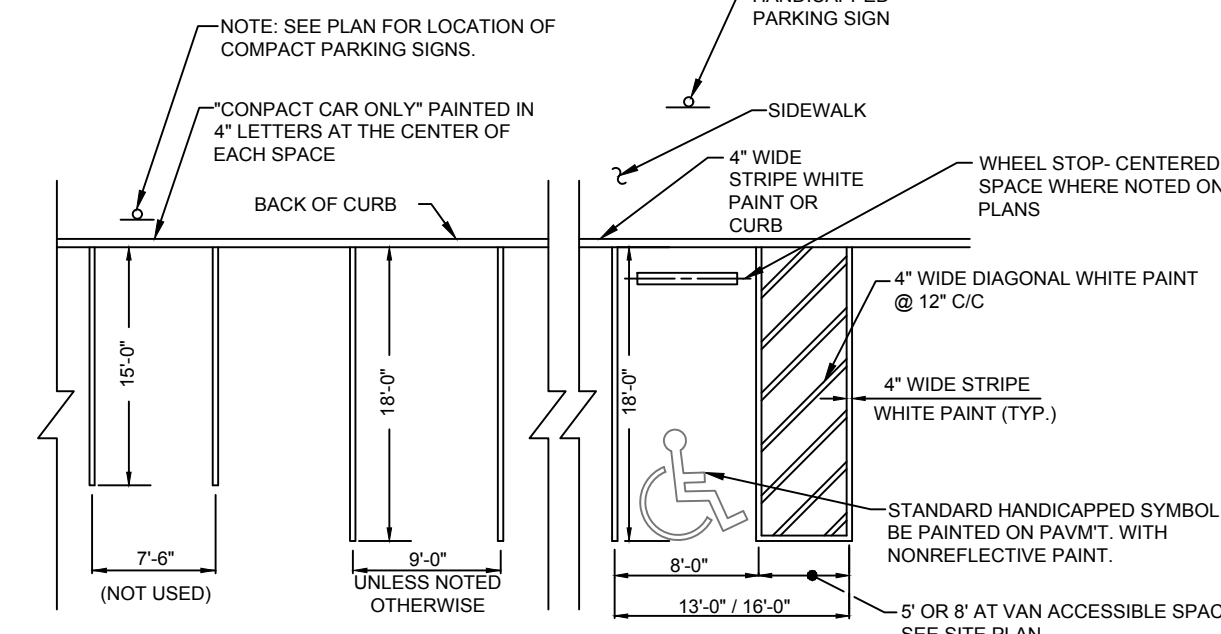 NOTE: SEE PLAN FOR LOCATION OF
COMPACT PARKING SIGNS.
"CONPACT CAR ONLY" PAINTED IN
4" LETTERS AT THE CENTER OF
EACH SPACE
BACK OF CURB
PARKING SIGN
SIDEWALK
4" WIDE
STRIPE WHITE
PAINT OR
CURB
WHEEL STOP- CENTERED
SPACE WHERE NOTED ON
PLANS
4" WIDE DIAGONAL WHITE PAINT
@ 12" C/C
4" WIDE STRIPE
WHITE PAINT (TYP.)
STANDARD HANDICAPPED SYMBOL
BE PAINTED ON PAVM'T. WITH
NONREFLECTIVE PAINT.
5' OR 8' AT VAN ACCESSIBLE SPAC
SEE SITE PLAN
15'-0"
18'-0"
18'-0"
7'-6"
(NOT USED)
9'-0"
UNLESS NOTED
OTHERWISE
8'-0"
13'-0" / 16'-0"